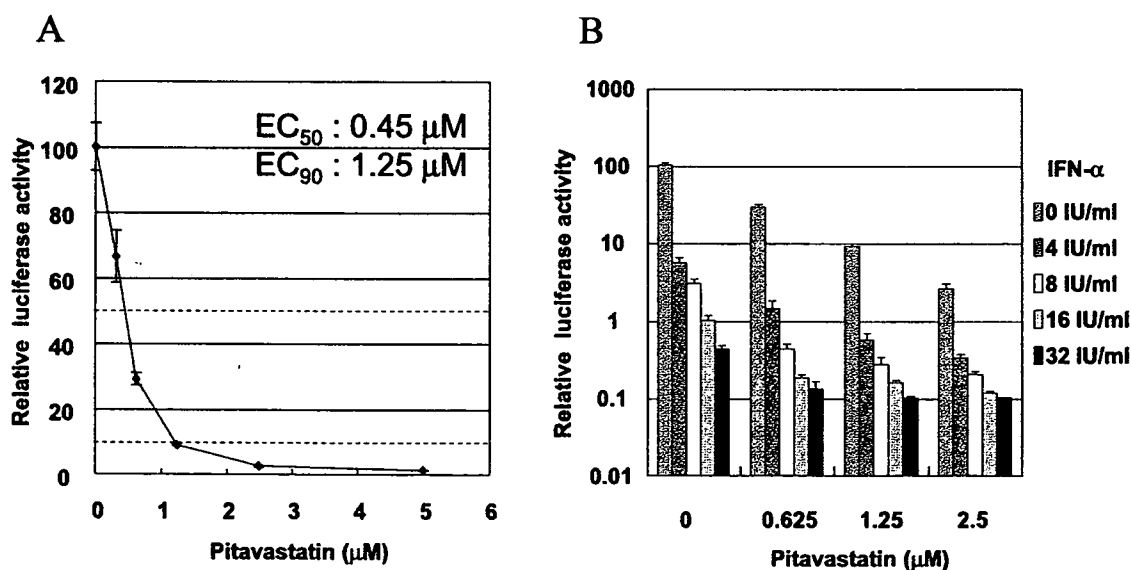 A
Relative luciferase activity
120
100
80
60
40
20
0
EC50 : 0.45 μM
EC90 : 1.25 μM
0 1 2 3 4 5 6
Pitavastatin (μM)
B
Relative luciferase activity
1000
100
10
1
0.1
0.01
0 0.625 1.25 2.5
Pitavastatin (μM)
IFN-α
0 IU/ml
4 IU/ml
8 IU/ml
16 IU/ml
32 IU/ml